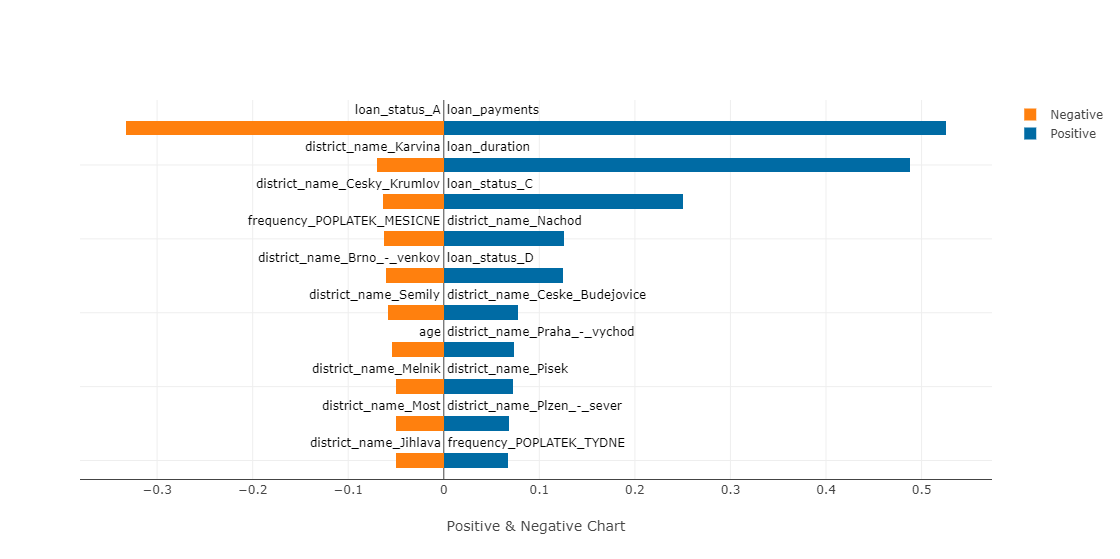 loan_status_A loan_payments
Negative
Positive
district_name_Karvina loan_duration
district_name_Cesky_Krumlov loan_status_C
frequency_POPLATEK_MESICNE district_name_Nachod
district_name_Brno_-_venkov loan_status_D
district_name_Semily district_name_Ceske_Budejovice
age district_name_Praha_-_vychod
district_name_Melnik district_name_Pisek
district_name_Most district_name_Plzen_-_sever
district_name_Jihlava frequency_POPLATEK_TYDNE
−0.3 −0.2 −0.1 0 0.1 0.2 0.3 0.4 0.5
Positive & Negative Chart